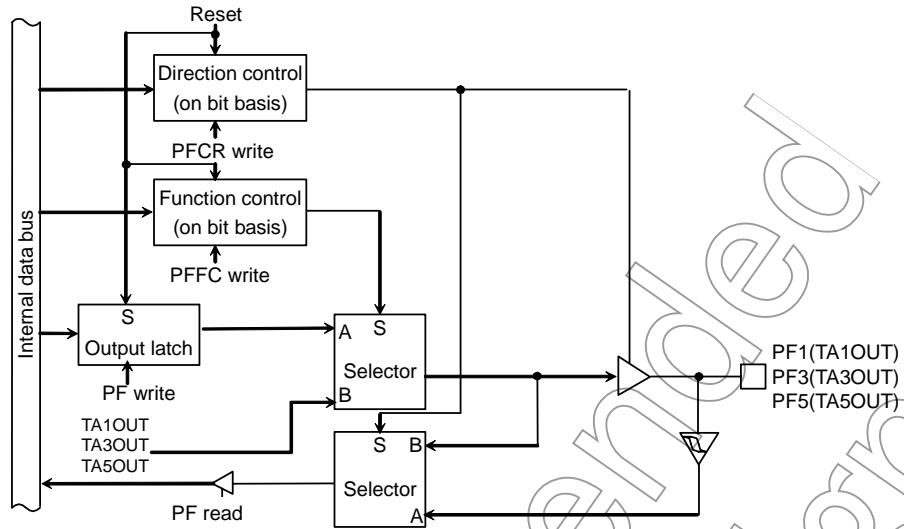 Reset
Direction control
(on bit basis)
PFCR write
Function control
(on bit basis)
PFFC write
Internal data bus
S
Output latch
PF write
A
S
Selector
B
TA1OUT
TA3OUT
TA5OUT
S
B
Selector
A
PF read
PF1(TA1OUT)
PF3(TA3OUT)
PF5(TA5OUT)
ended